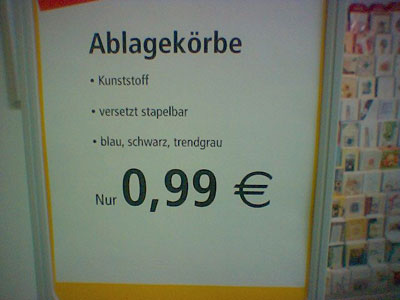 Ablagekörbe
• Kunststoff
• versetzt stapelbar
• blau, schwarz, trendgrau
Nur 0,99 €